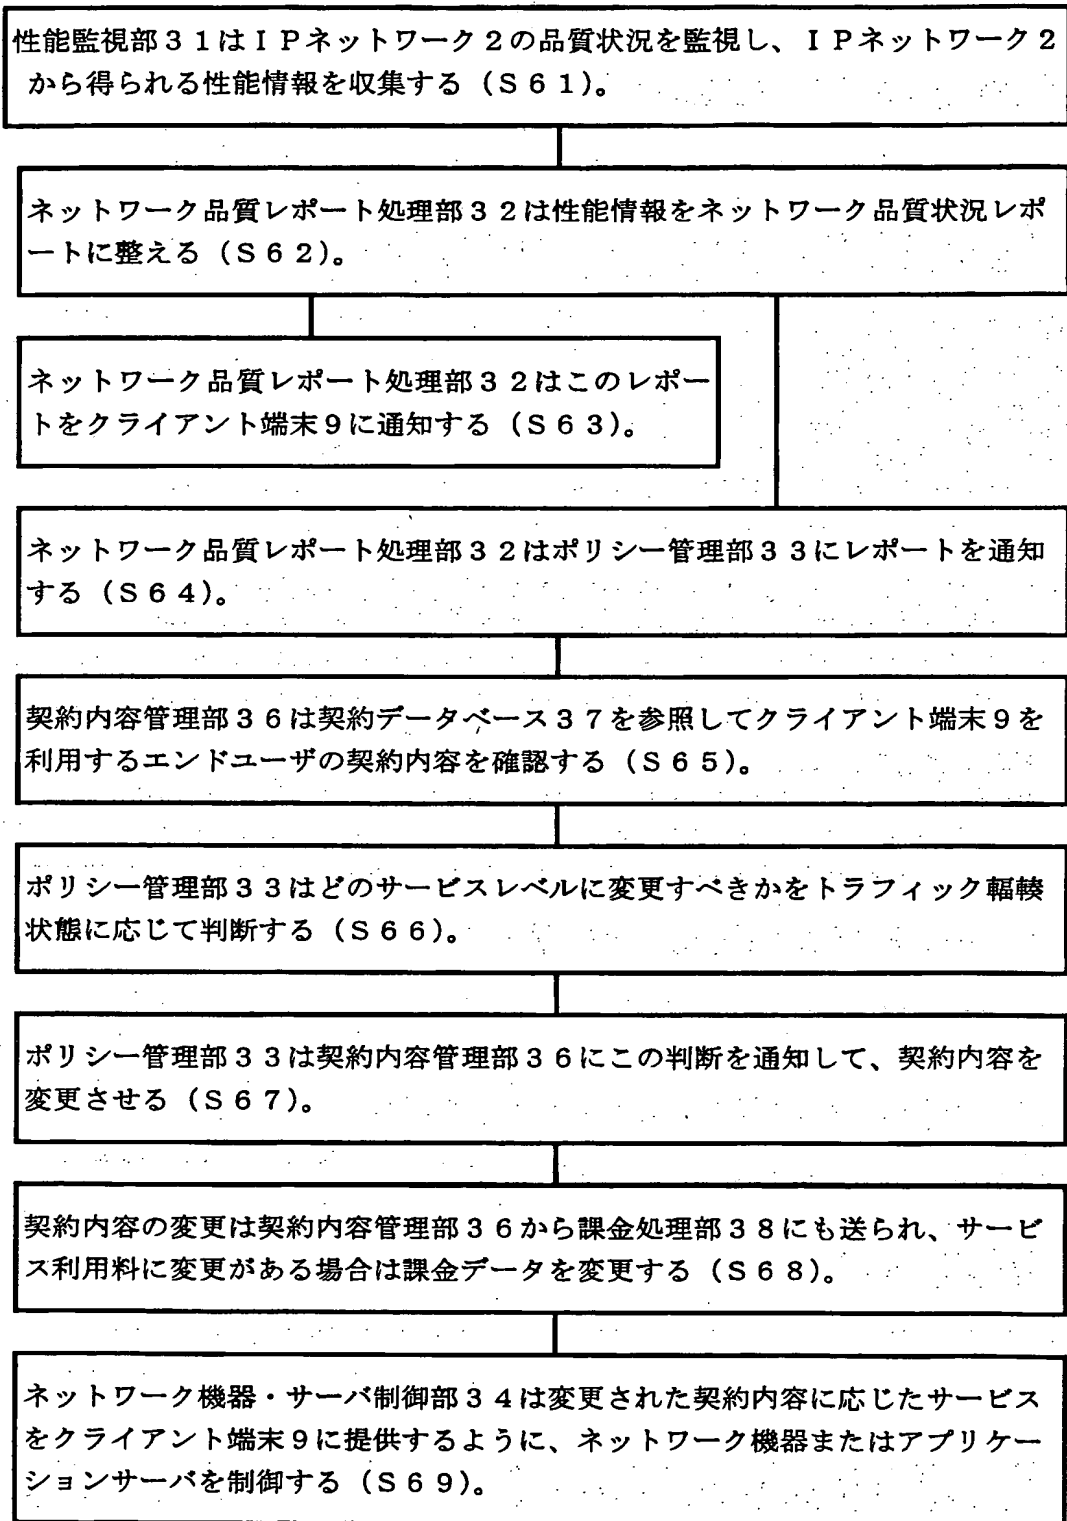 性能監視部３１はＩＰネットワーク２の品質状況を監視し、ＩＰネットワーク２
から得られる性能情報を収集する（Ｓ６１）。
ネットワーク品質レポート処理部３２は性能情報をネットワーク品質状況レポ
ートに整える（Ｓ６２）。
ネットワーク品質レポート処理部３２はこのレポー
トをクライアント端末９に通知する（Ｓ６３）。
ネットワーク品質レポート処理部３２はポリシー管理部３３にレポートを通知
する（Ｓ６４）。
契約内容管理部３６は契約データベース３７を参照してクライアント端末９を
利用するエンドユーザの契約内容を確認する（Ｓ６５）。
ポリシー管理部３３はどのサービスレベルに変更すべきかをトラフィック輻輳
状態に応じて判断する（Ｓ６６）。
ポリシー管理部３３は契約内容管理部３６にこの判断を通知して、契約内容を
変更させる（Ｓ６７）。
契約内容の変更は契約内容管理部３６から課金処理部３８にも送られ、サービ
ス利用料に変更がある場合は課金データを変更する（Ｓ６８）。
ネットワーク機器・サーバ制御部３４は変更された契約内容に応じたサービス
をクライアント端末９に提供するように、ネットワーク機器またはアプリケー
ションサーバを制御する（Ｓ６９）。